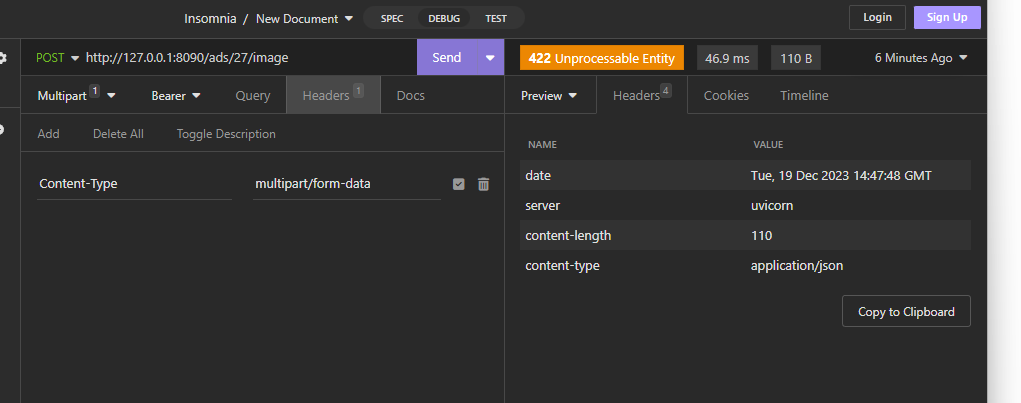 Insomnia / New Document SPEC DEBUG TEST Login Sign Up
POST http://127.0.0.1:8090/ads/27/image Send 422 Unprocessable Entity 46.9 ms 110 B 6 Minutes Ago
Multipart 1 Bearer Query Headers 1 Docs Preview Headers 4 Cookies Timeline
Add Delete All Toggle Description
NAME VALUE
Content-Type multipart/form-data
date Tue, 19 Dec 2023 14:47:48 GMT
server uvicorn
content-length 110
content-type application/json
Copy to Clipboard